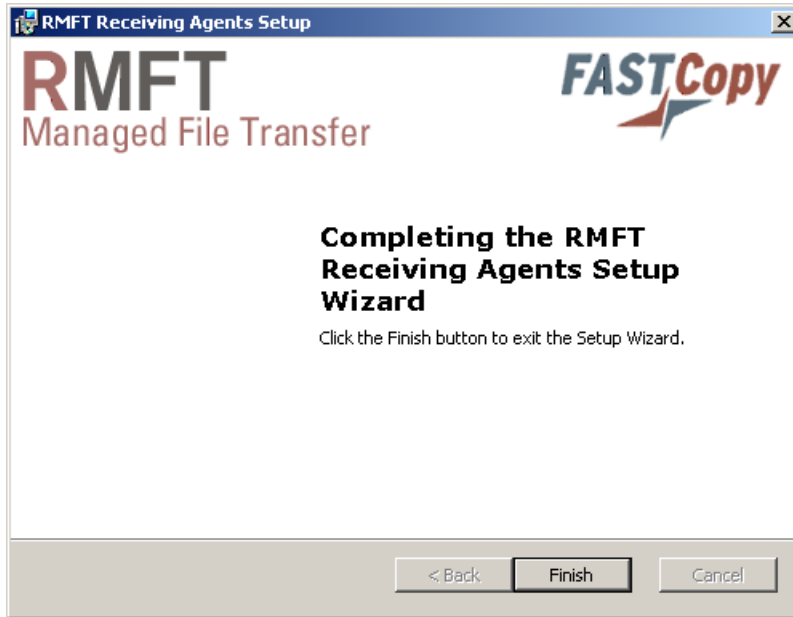 RMFT Receiving Agents Setup
RMFT
Managed File Transfer
FASTCopy
Completing the RMFT
Receiving Agents Setup
Wizard
Click the Finish button to exit the Setup Wizard.
< Back
Finish
Cancel